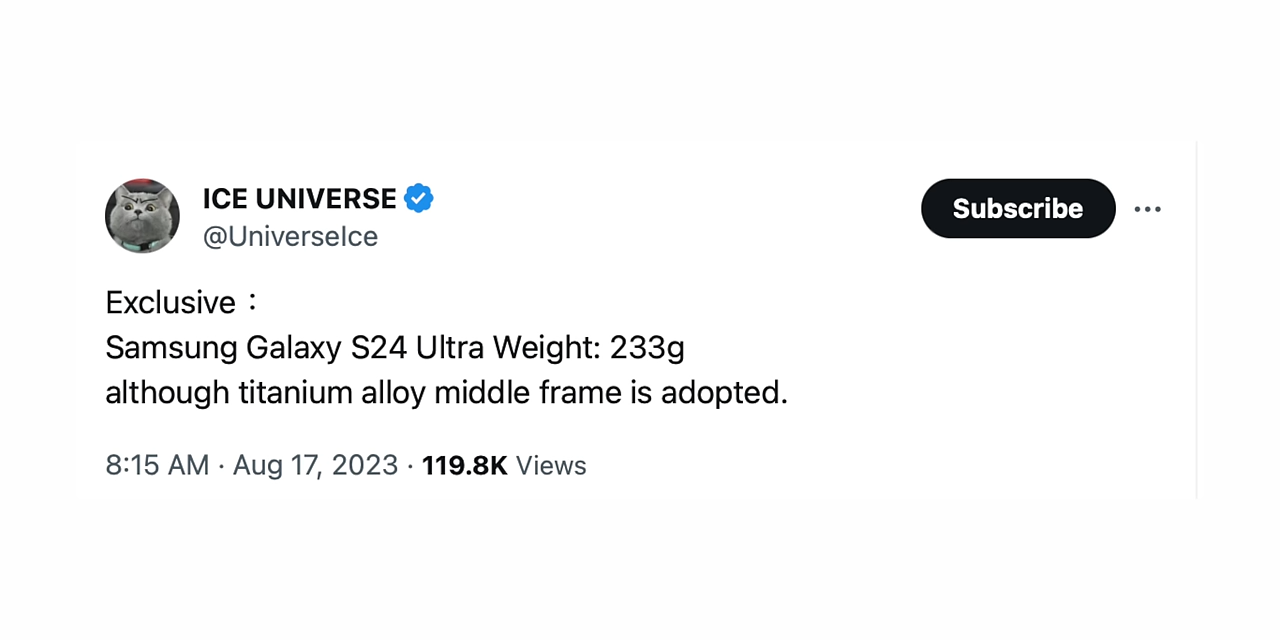 ICE UNIVERSE
@UniverseIce
Subscribe
Exclusive：
Samsung Galaxy S24 Ultra Weight: 233g
although titanium alloy middle frame is adopted.
8:15 AM · Aug 17, 2023 · 119.8K Views